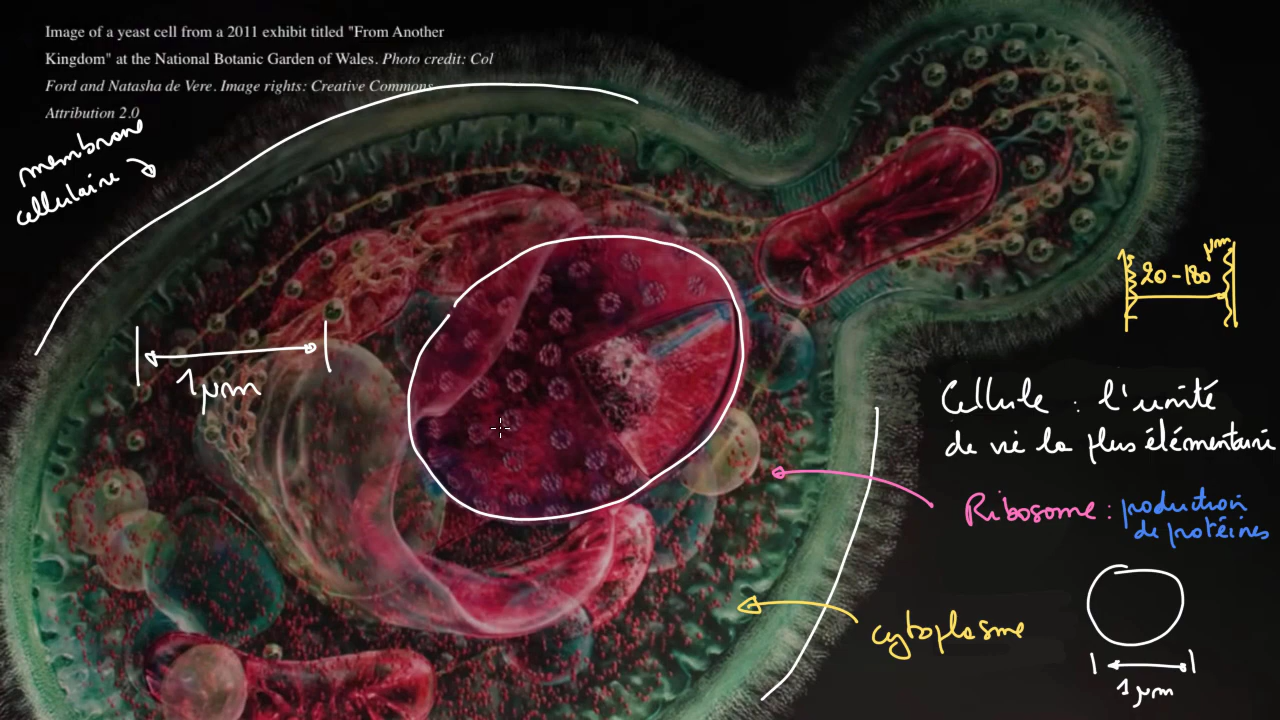 Image of a yeast cell from a 2011 exhibit titled "From Another
Kingdom" at the National Botanic Garden of Wales. Photo credit: Col
Ford and Natasha de Vere. Image rights: Creative Commons
Attribution 2.0
membrane
cellulaire
1µm
20-180 µm
Cellule : l'unité
de vie la plus élémentaire
Ribosome : production
de protéines
cytoplasme
1µm